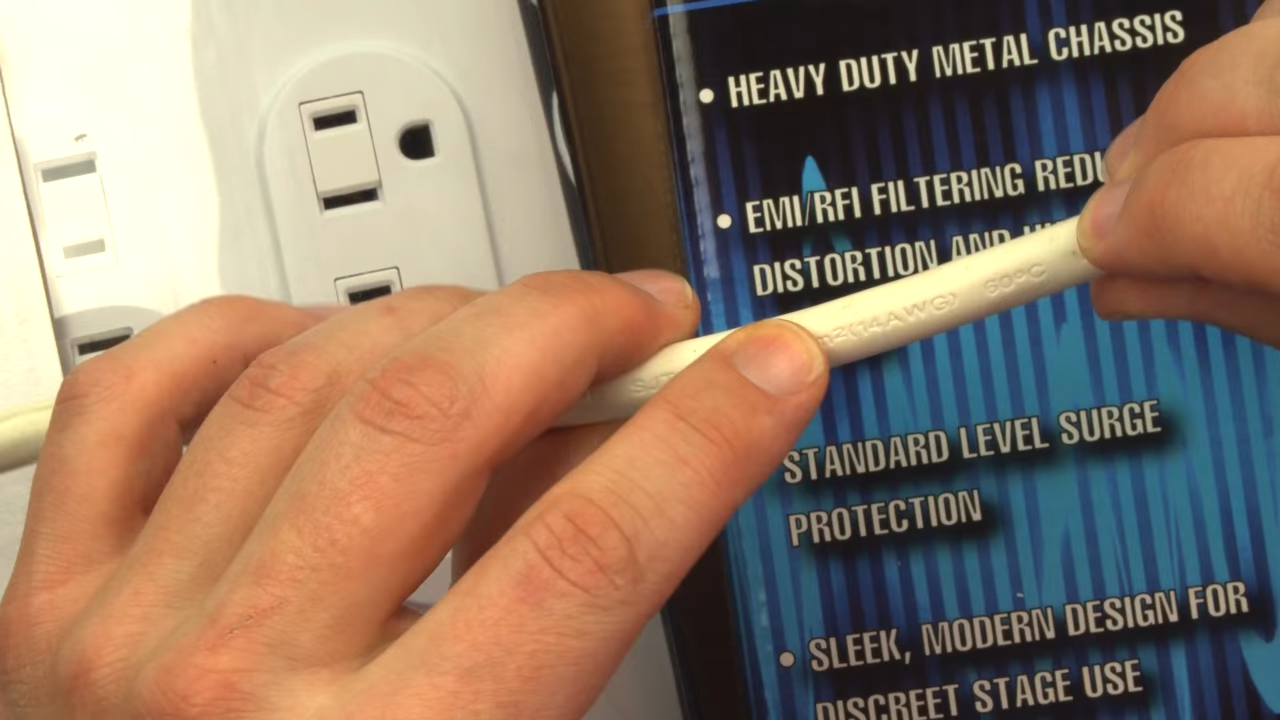 • HEAVY DUTY METAL CHASSIS
• EMI/RFI FILTERING
DISTORTION AND
(14AWG) 60°C
STANDARD LEVEL SURGE
PROTECTION
• SLEEK, MODERN DESIGN FOR
DISCREET STAGE USE